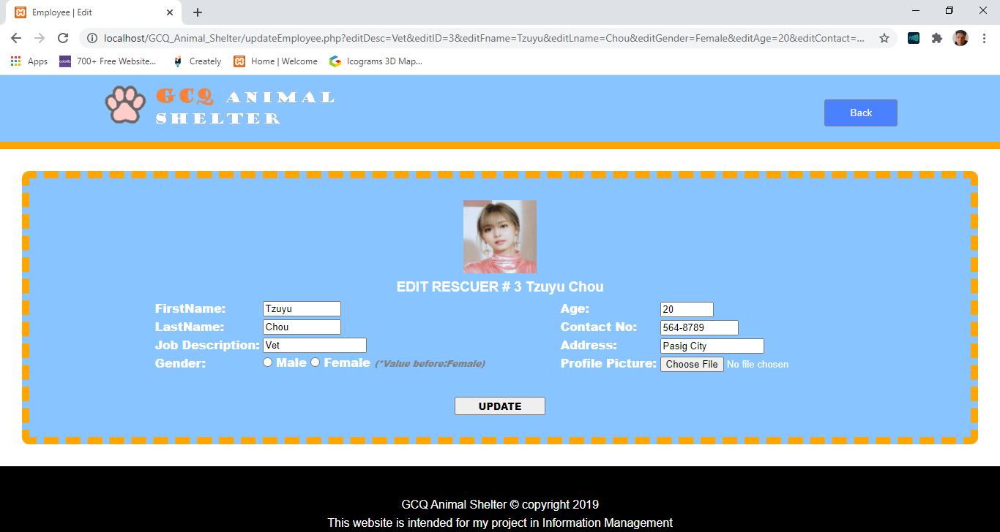 Employee | Edit
localhost/GCQ_Animal_Shelter/updateEmployee.php?editDesc=Vet&editID=3&editFname=Tzuyu&editLname=Chou&editGender=Female&editAge=20&editContact=...
Apps
colorlib
700+ Free Website...
Creately
Home | Welcome
Icograms 3D Map...
GCQ ANIMAL
SHELTER
Back
EDIT RESCUER # 3 Tzuyu Chou
FirstName: Tzuyu
LastName: Chou
Job Description: Vet
Gender: Male Female (*Value before:Female)
Age: 20
Contact No: 564-8789
Address: Pasig City
Profile Picture: Choose File No file chosen
UPDATE
GCQ Animal Shelter © copyright 2019
This website is intended for my project in Information Management